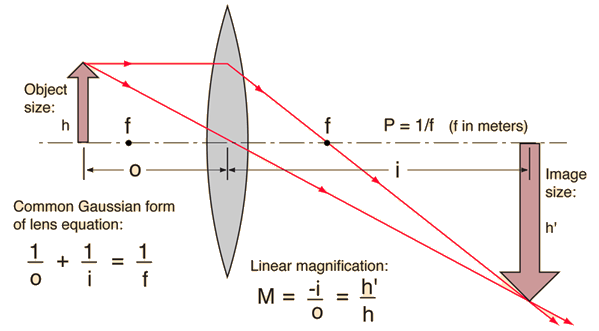 Object
size:
h
f
f
P = 1/f (f in meters)
o
i
Image
size:
h'
Common Gaussian form
of lens equation:
1/o + 1/i = 1/f
Linear magnification:
M = -i/o = h'/h